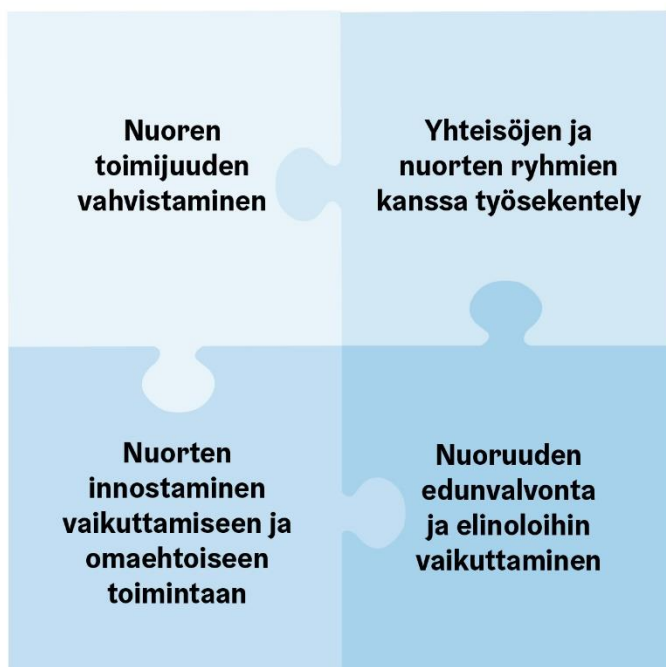 Nuoren
toimijuuden
vahvistaminen
Yhteisöjen ja
nuorten ryhmien
kanssa työsekentely
Nuorten
innostaminen
vaikuttamiseen ja
omaehtoiseen
toimintaan
Nuoruuden
edunvalvonta
ja elinoloihin
vaikuttaminen